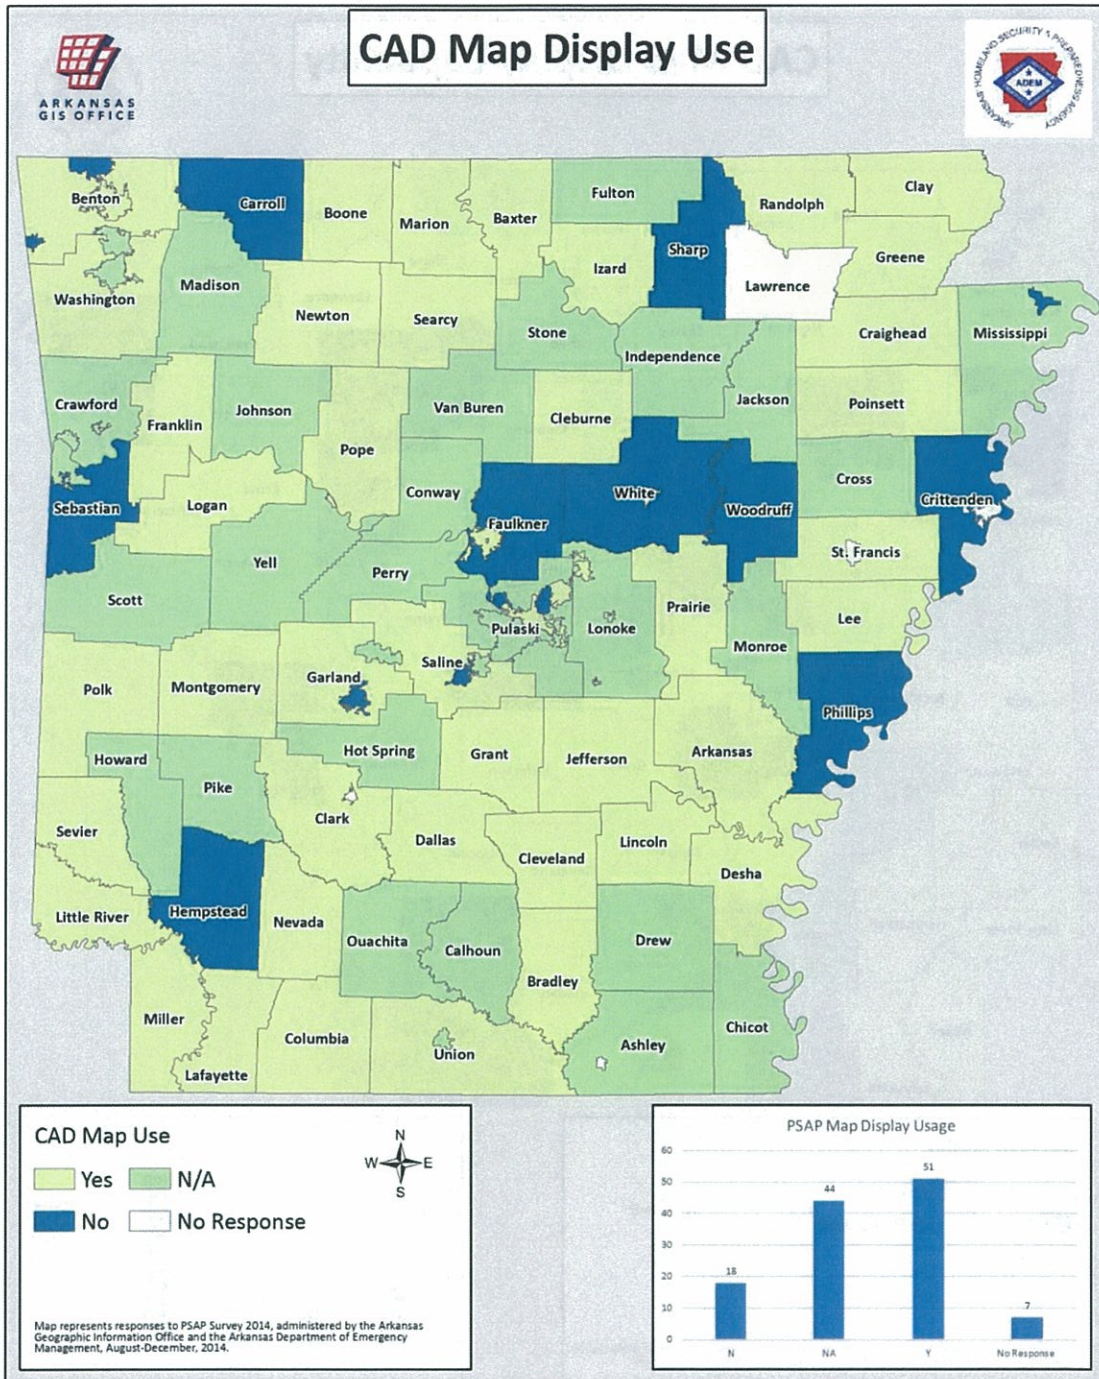 CAD Map Display Use
ARKANSAS
GIS OFFICE
ARKANSAS HOMELAND SECURITY & PREPAREDNESS AGENCY
ADEM
Benton
Carroll
Boone
Marion
Baxter
Fulton
Sharp
Randolph
Clay
Washington
Madison
Newton
Searcy
Izard
Lawrence
Greene
Stone
Independence
Craighead
Mississippi
Crawford
Franklin
Johnson
Pope
Van Buren
Cleburne
Jackson
Poinsett
Sebastian
Logan
Conway
Faulkner
White
Woodruff
Cross
Crittenden
St. Francis
Scott
Yell
Perry
Pulaski
Lonoke
Prairie
Monroe
Lee
Polk
Montgomery
Garland
Saline
Phillips
Howard
Pike
Hot Spring
Grant
Jefferson
Arkansas
Sevier
Clark
Dallas
Cleveland
Lincoln
Desha
Little River
Hempstead
Nevada
Ouachita
Calhoun
Bradley
Drew
Miller
Lafayette
Columbia
Union
Ashley
Chicot
CAD Map Use
Yes
N/A
No
No Response
N
W E
S
Map represents responses to PSAP Survey 2014, administered by the Arkansas
Geographic Information Office and the Arkansas Department of Emergency
Management, August-December, 2014.
PSAP Map Display Usage
60
50
40
30
20
10
0
18
44
51
7
N
NA
Y
No Response